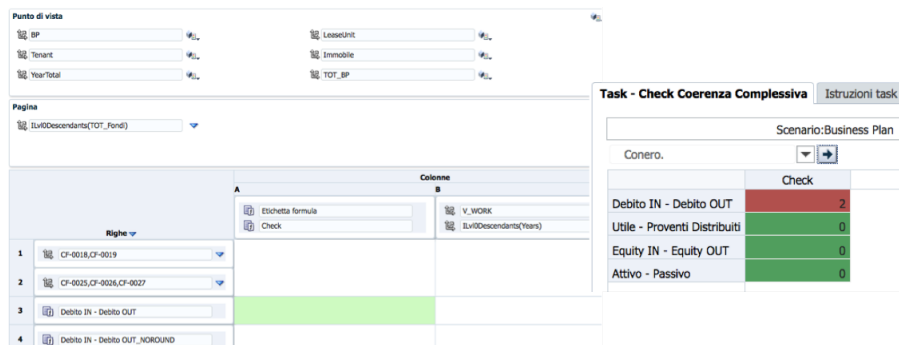 Punto di vista
BP
LeaseUnit
Tenant
Immobile
YearTotal
TOT_BP
Pagina
ILvl0Descendants(TOT_Fondi)
Colonne
A
B
Etichetta formula
V_WORK
Check
ILvl0Descendants(Years)
Righe
1 CF-0018,CF-0019
2 CF-0025,CF-0026,CF-0027
3 Debito IN - Debito OUT
4 Debito IN - Debito OUT_NOROUND
Task - Check Coerenza Complessiva
Istruzioni task
Scenario:Business Plan
Conero.
Check
Debito IN - Debito OUT 2
Utile - Proventi Distribuiti 0
Equity IN - Equity OUT 0
Attivo - Passivo 0